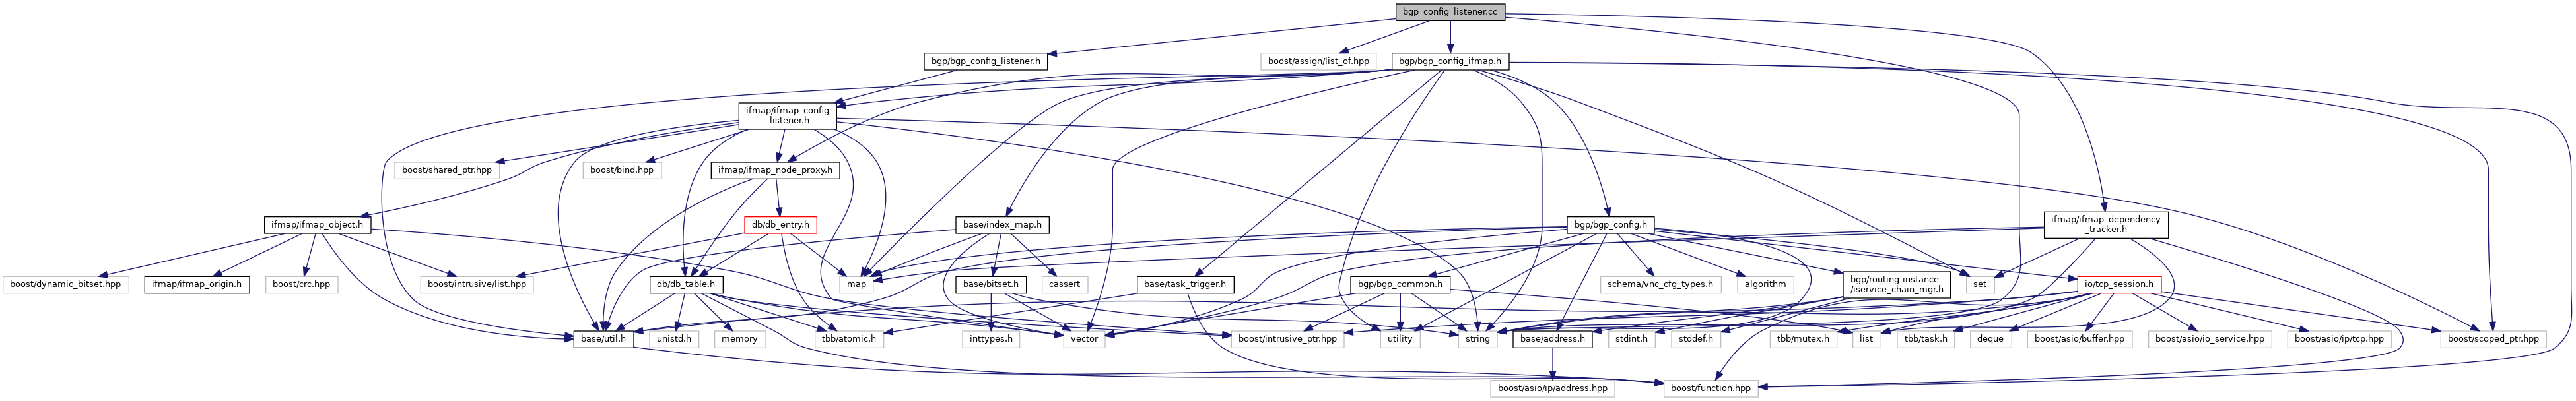 bgp_config_listener.cc
bgp/bgp_config_listener.h
boost/assign/list_of.hpp
bgp/bgp_config_ifmap.h
ifmap/ifmap_config
_listener.h
boost/shared_ptr.hpp
boost/bind.hpp
ifmap/ifmap_node_proxy.h
ifmap/ifmap_object.h
db/db_entry.h
base/index_map.h
bgp/bgp_config.h
ifmap/ifmap_dependency
_tracker.h
boost/dynamic_bitset.hpp
ifmap/ifmap_origin.h
boost/crc.hpp
boost/intrusive/list.hpp
db/db_table.h
map
base/bitset.h
cassert
base/task_trigger.h
bgp/bgp_common.h
schema/vnc_cfg_types.h
algorithm
bgp/routing-instance
/iservice_chain_mgr.h
set
io/tcp_session.h
base/util.h
unistd.h
memory
tbb/atomic.h
inttypes.h
vector
boost/intrusive_ptr.hpp
utility
string
base/address.h
stdint.h
stddef.h
tbb/mutex.h
list
tbb/task.h
deque
boost/asio/buffer.hpp
boost/asio/io_service.hpp
boost/asio/ip/tcp.hpp
boost/scoped_ptr.hpp
boost/asio/ip/address.hpp
boost/function.hpp